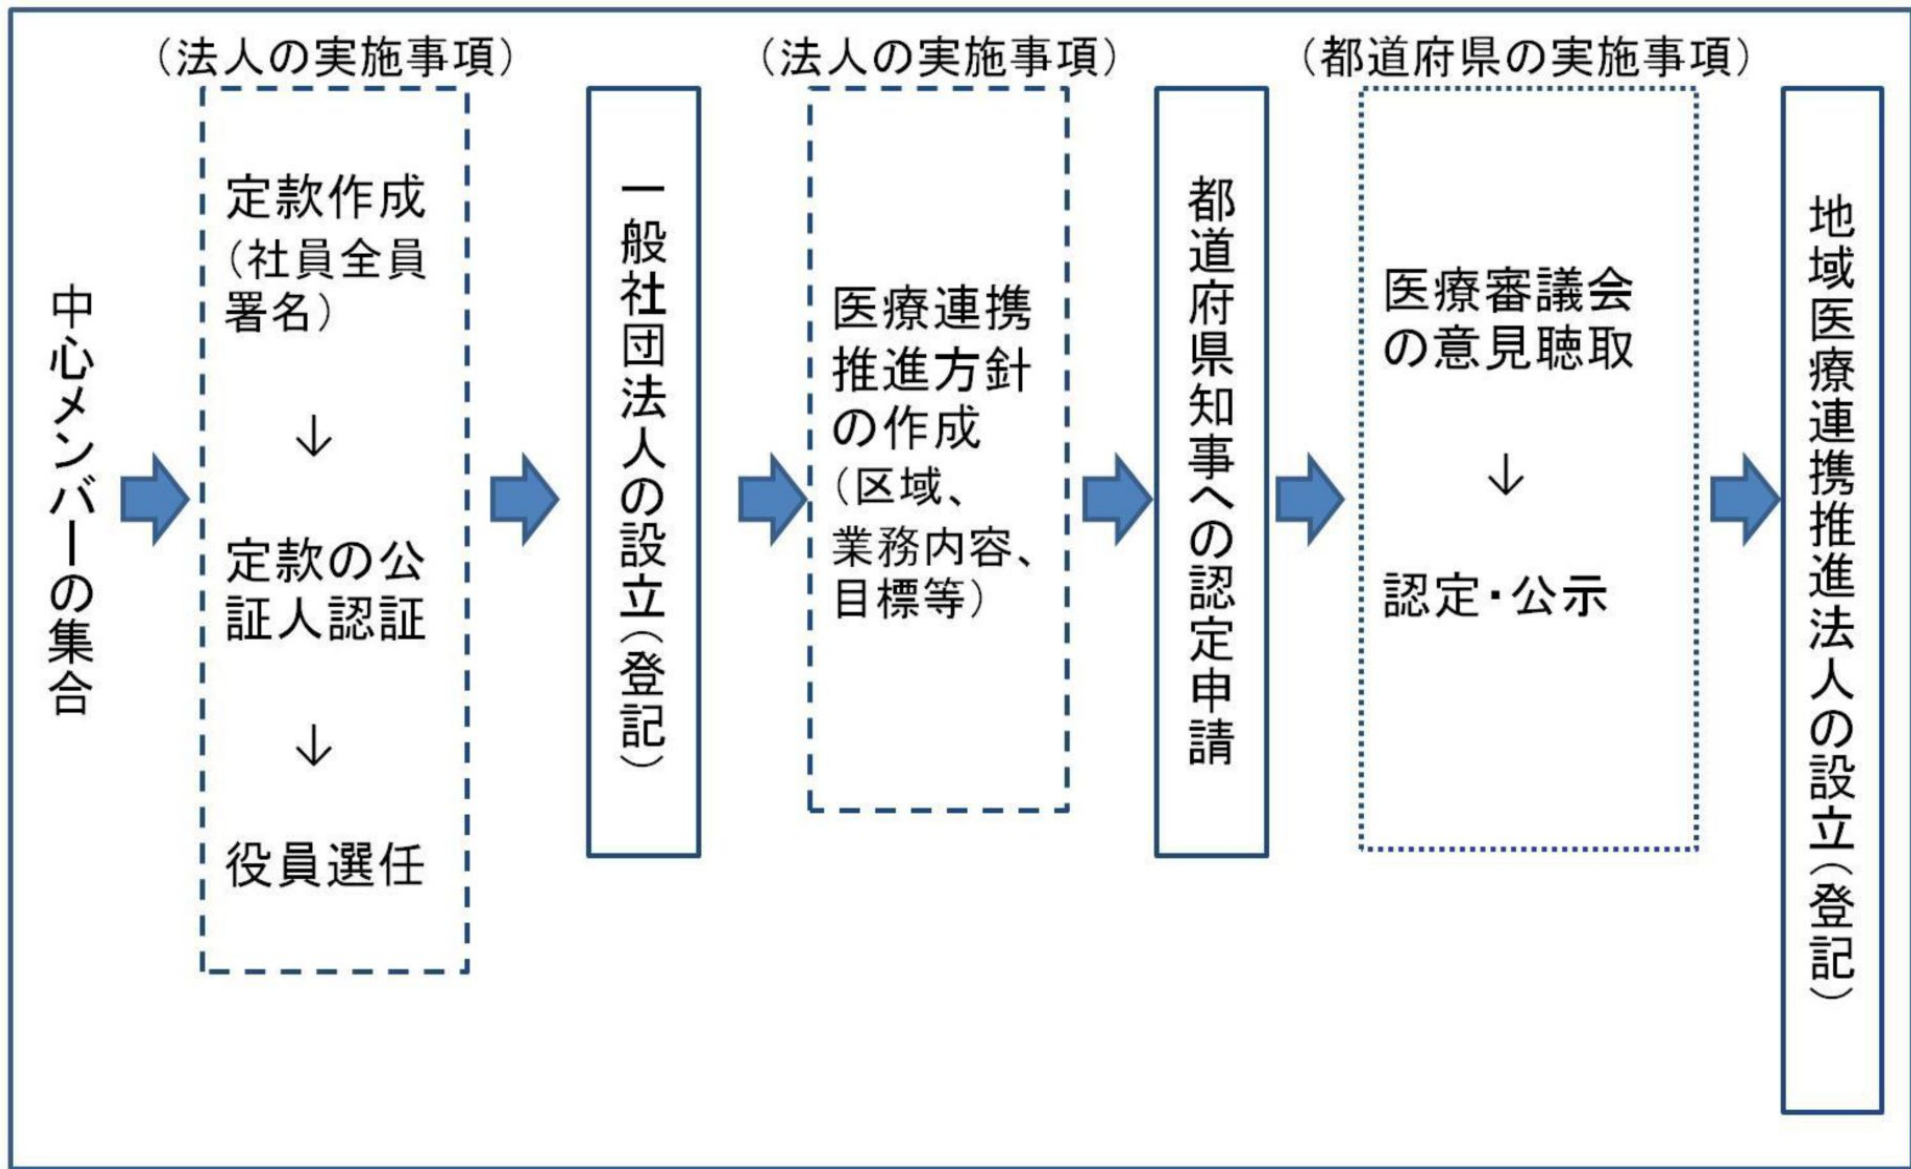 中心メンバーの集合
（法人の実施事項）
定款作成
（社員全員
署名）
↓
定款の公
証人認証
↓
役員選任
一般社団法人の設立（登記）
（法人の実施事項）
医療連携
推進方針
の作成
（区域、
業務内容、
目標等）
都道府県知事への認定申請
（都道府県の実施事項）
医療審議会
の意見聴取
↓
認定・公示
地域医療連携推進法人の設立（登記）